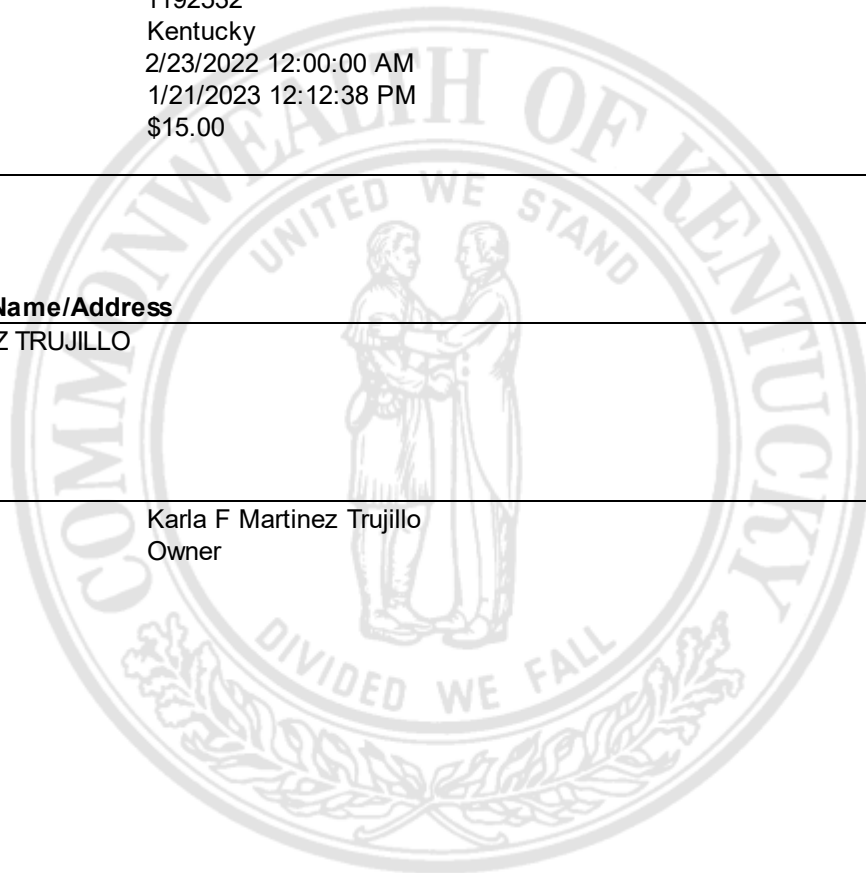 Kentucky
2/23/2022 12:00:00 AM
1/21/2023 12:12:38 PM
$15.00
COMMONWEALTH OF KENTUCKY
UNITED WE STAND
Name/Address
Z TRUJILLO
Karla F Martinez Trujillo
Owner
DIVIDED WE FALL